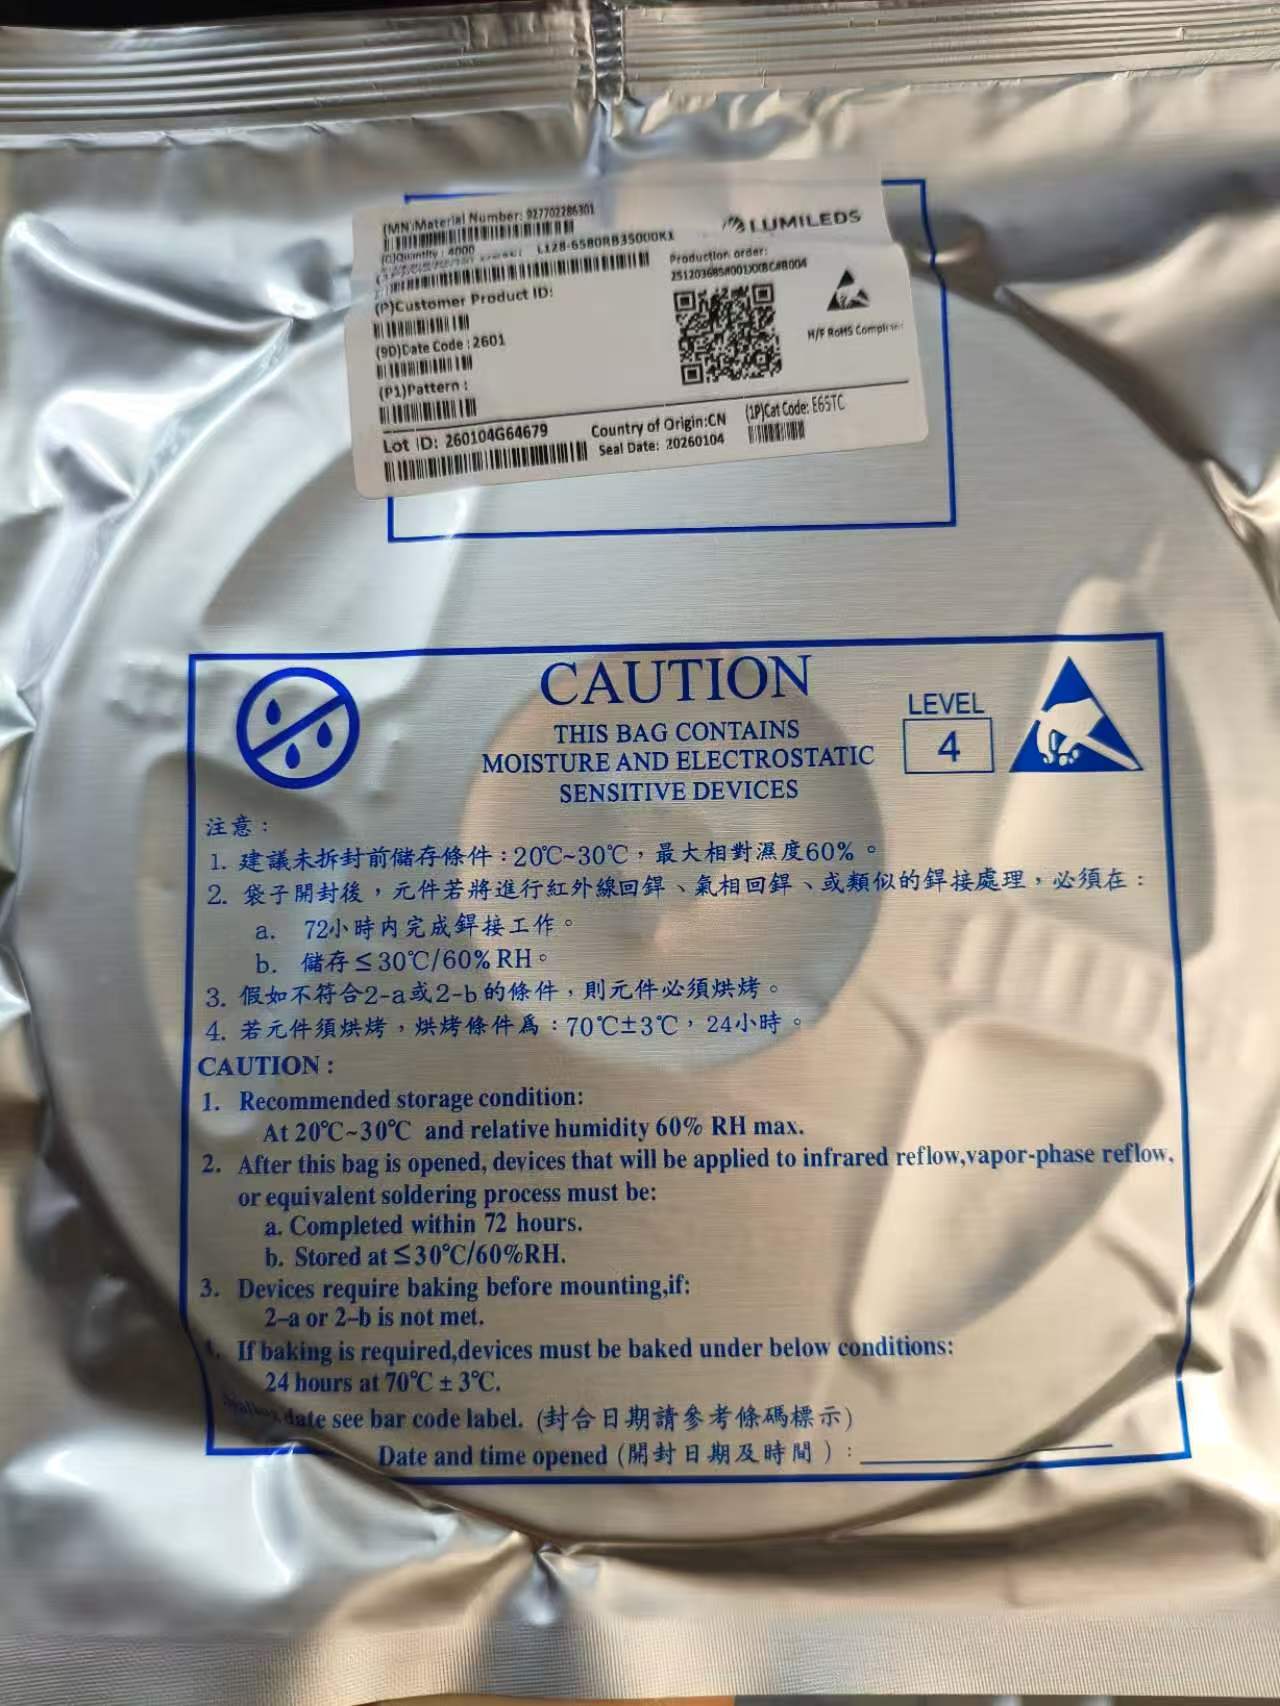 (MN)Material Number: 927702286301
LUMILEDS
(Q)Quantity : 4000
L128-6580RB35000K1
Production order:
(P)Customer Product ID:
H/F RoHS Compliant
(9D)Date Code : 2601
(P1)Pattern :
Lot ID: 260104G64679
Country of Origin:CN
Seal Date: 20260104
(1P)Cat Code: E65TC
CAUTION
THIS BAG CONTAINS
MOISTURE AND ELECTROSTATIC
SENSITIVE DEVICES
LEVEL
4
注意：
1. 建議未拆封前儲存條件：20℃~30℃，最大相對濕度60%。
2. 袋子開封後，元件若將進行紅外線回銲、氣相回銲、或類似的銲接處理，必須在：
a. 72小時內完成銲接工作。
b. 儲存≤30℃/60% RH。
3. 假如不符合2-a或2-b的條件，則元件必須烘烤。
4. 若元件須烘烤，烘烤條件爲：70℃±3℃，24小時。
CAUTION :
1. Recommended storage condition:
At 20℃~30℃ and relative humidity 60% RH max.
2. After this bag is opened, devices that will be applied to infrared reflow,vapor-phase reflow,
or equivalent soldering process must be:
a. Completed within 72 hours.
b. Stored at ≤30℃/60%RH.
3. Devices require baking before mounting,if:
2-a or 2-b is not met.
If baking is required,devices must be baked under below conditions:
24 hours at 70℃ ± 3℃.
date see bar code label. (封合日期請參考條碼標示)
Date and time opened (開封日期及時間 ) :